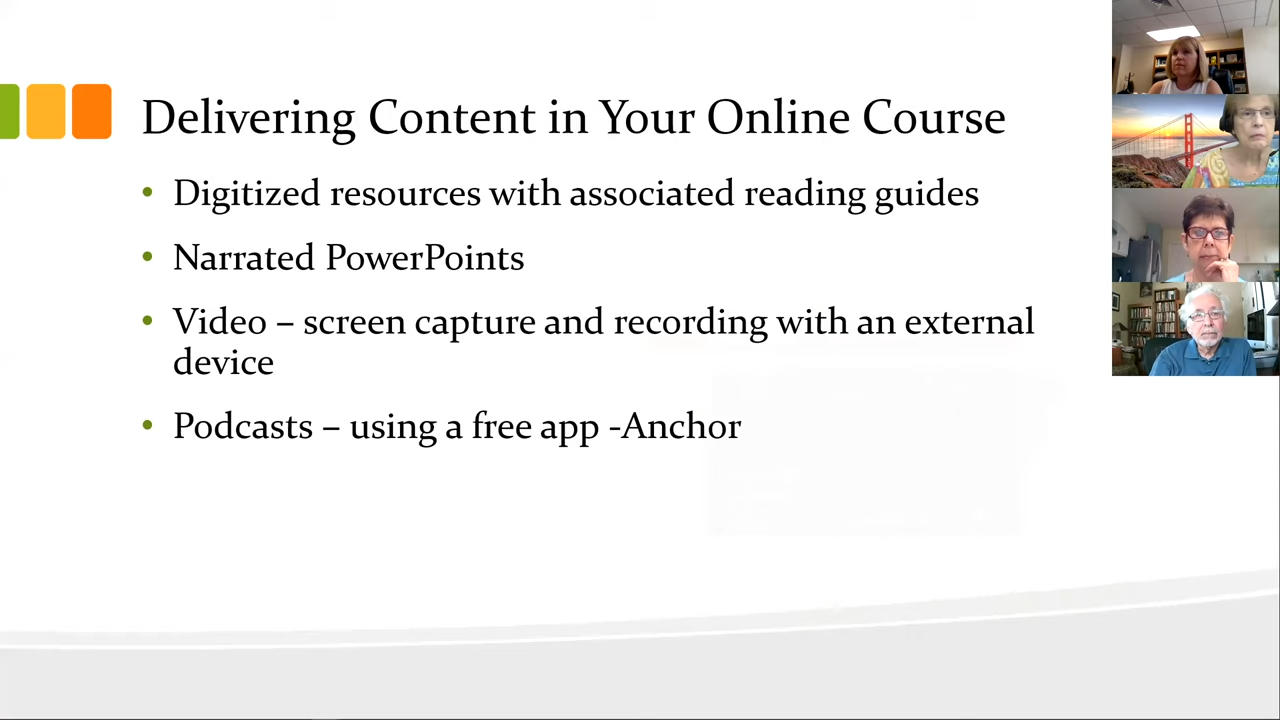 Delivering Content in Your Online Course
• Digitized resources with associated reading guides
• Narrated PowerPoints
• Video – screen capture and recording with an external
device
• Podcasts – using a free app -Anchor